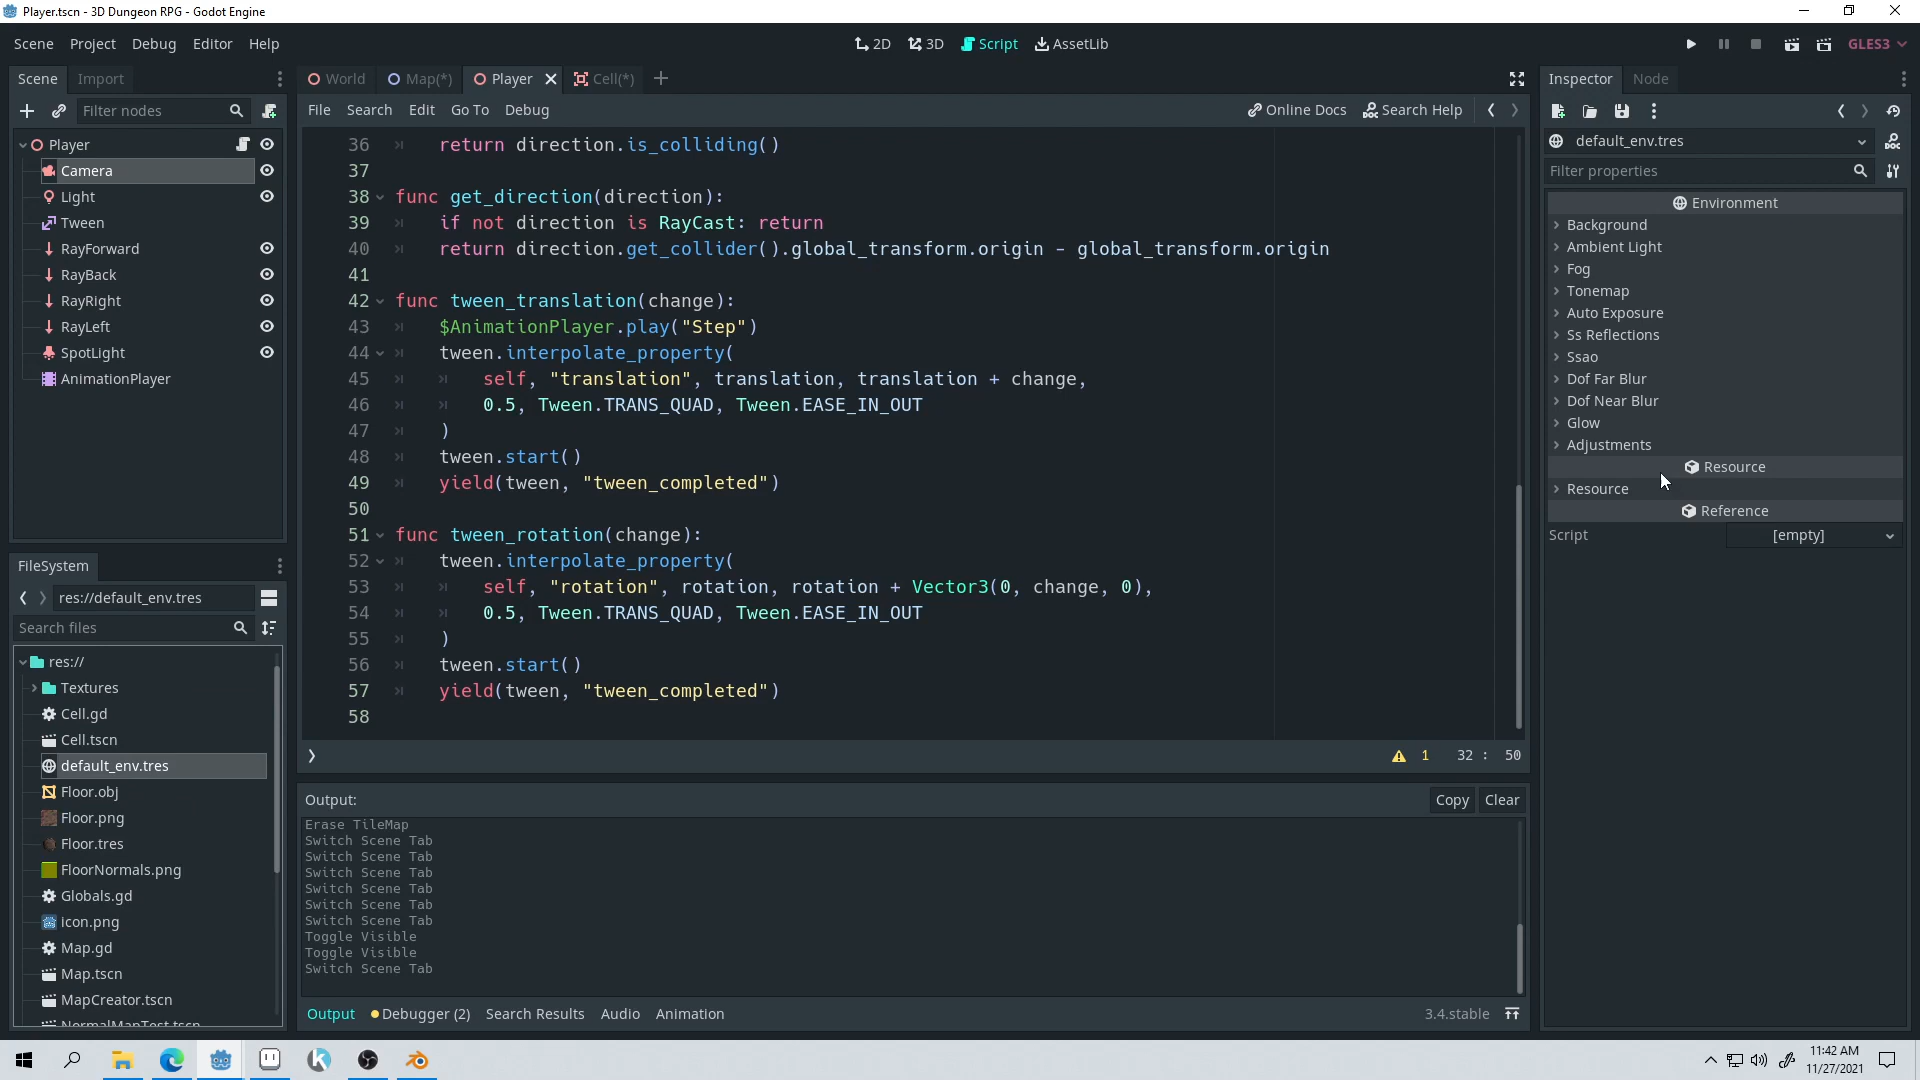 Player.tscn - 3D Dungeon RPG - Godot Engine
Scene Project Debug Editor Help
2D 3D Script AssetLib
GLES3
Scene Import
World Map(*) Player Cell(*)
Inspector Node
Filter nodes
File Search Edit Go To Debug
Online Docs Search Help
default_env.tres
Filter properties
Player
Camera
Light
Tween
RayForward
RayBack
RayRight
RayLeft
SpotLight
AnimationPlayer
36 return direction.is_colliding()
37
38 func get_direction(direction):
39 if not direction is RayCast: return
40 return direction.get_collider().global_transform.origin - global_transform.origin
41
42 func tween_translation(change):
43 $AnimationPlayer.play("Step")
44 tween.interpolate_property(
45 self, "translation", translation, translation + change,
46 0.5, Tween.TRANS_QUAD, Tween.EASE_IN_OUT
47 )
48 tween.start()
49 yield(tween, "tween_completed")
50
51 func tween_rotation(change):
52 tween.interpolate_property(
53 self, "rotation", rotation, rotation + Vector3(0, change, 0),
54 0.5, Tween.TRANS_QUAD, Tween.EASE_IN_OUT
55 )
56 tween.start()
57 yield(tween, "tween_completed")
58
1 32 : 50
Environment
Background
Ambient Light
Fog
Tonemap
Auto Exposure
Ss Reflections
Ssao
Dof Far Blur
Dof Near Blur
Glow
Adjustments
Resource
Resource
Reference
Script [empty]
FileSystem
res://default_env.tres
Search files
res://
Textures
Cell.gd
Cell.tscn
default_env.tres
Floor.obj
Floor.png
Floor.tres
FloorNormals.png
Globals.gd
icon.png
Map.gd
Map.tscn
MapCreator.tscn
NormalMapTest.tscn
Output:
Copy Clear
Erase TileMap
Switch Scene Tab
Switch Scene Tab
Switch Scene Tab
Switch Scene Tab
Switch Scene Tab
Switch Scene Tab
Toggle Visible
Toggle Visible
Switch Scene Tab
Output Debugger (2) Search Results Audio Animation
3.4.stable
11:42 AM
11/27/2021